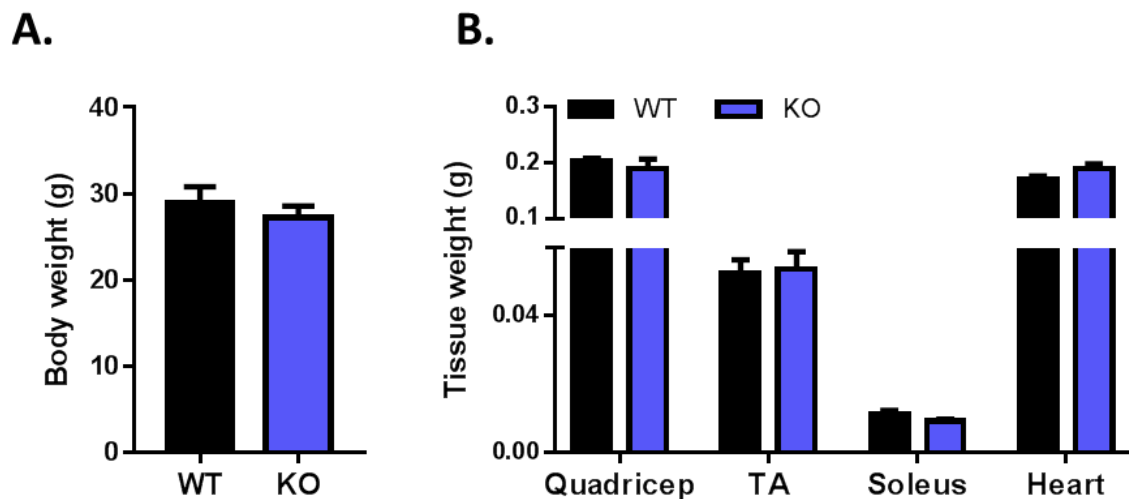 A.
Body weight (g)
40
30
20
10
0
WT KO
B.
Tissue weight (g)
WT KO
0.3
0.2
0.1
0.04
0.00
Quadricep TA Soleus Heart